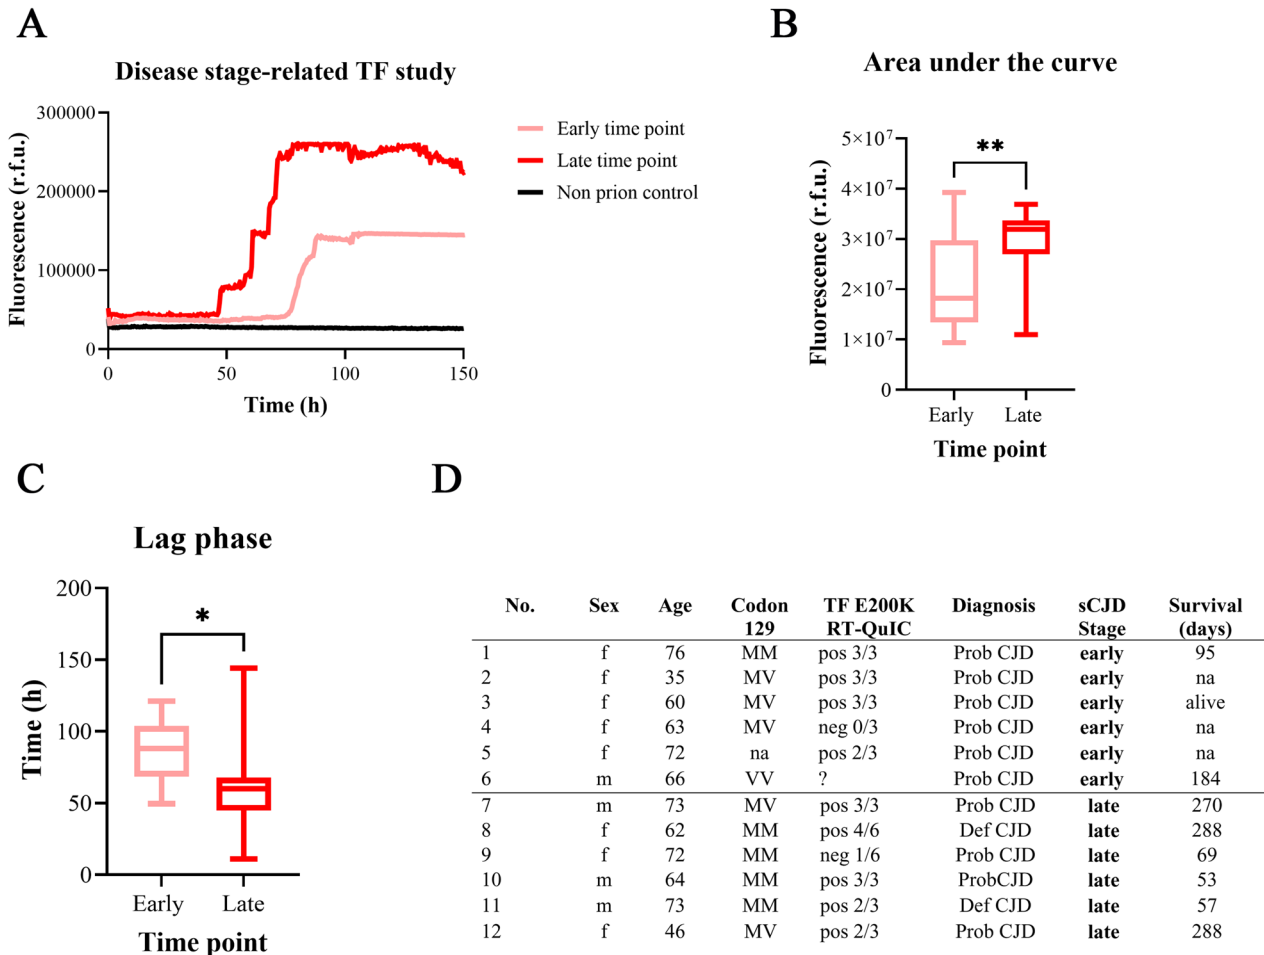 A
Disease stage-related TF study
Fluorescence (r.f.u.)
300000
200000
100000
0
0 50 100 150
Time (h)
Early time point
Late time point
Non prion control
B
Area under the curve
Fluorescence (r.f.u.)
5×10⁷
4×10⁷
3×10⁷
2×10⁷
1×10⁷
0
**
Early Late
Time point
C
Lag phase
Time (h)
200
150
100
50
0
*
Early Late
Time point
D
No. Sex Age Codon 129 TF E200K RT-QuIC Diagnosis sCJD Stage Survival (days)
1 f 76 MM pos 3/3 Prob CJD early 95
2 f 35 MV pos 3/3 Prob CJD early na
3 f 60 MV pos 3/3 Prob CJD early alive
4 f 63 MV neg 0/3 Prob CJD early na
5 f 72 na pos 2/3 Prob CJD early na
6 m 66 VV ? Prob CJD early 184
7 m 73 MV pos 3/3 Prob CJD late 270
8 f 62 MM pos 4/6 Def CJD late 288
9 f 72 MM neg 1/6 Prob CJD late 69
10 m 64 MM pos 3/3 ProbCJD late 53
11 m 73 MM pos 2/3 Def CJD late 57
12 f 46 MV pos 2/3 Prob CJD late 288